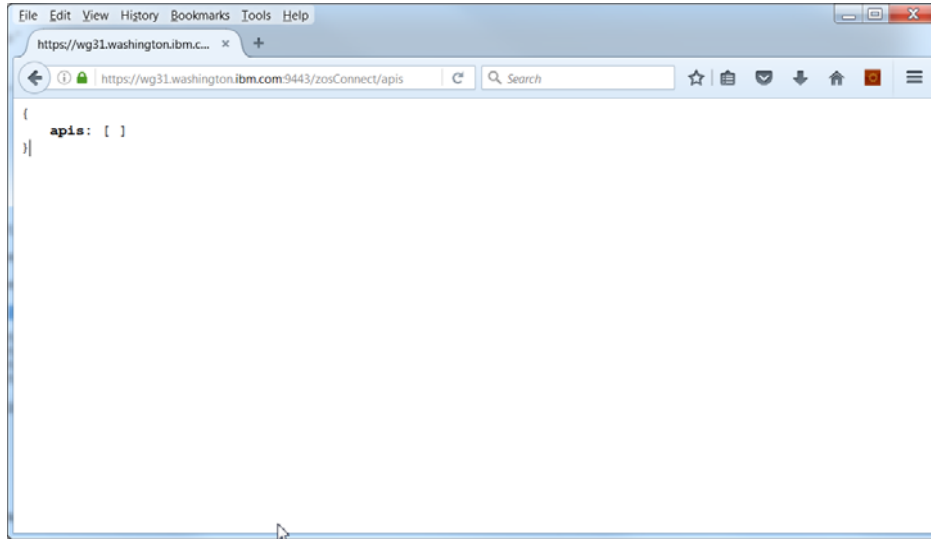 File Edit View History Bookmarks Tools Help
https://wg31.washington.ibm.c... × +
https://wg31.washington.ibm.com:9443/zosConnect/apis Search
{
apis: [ ]
}